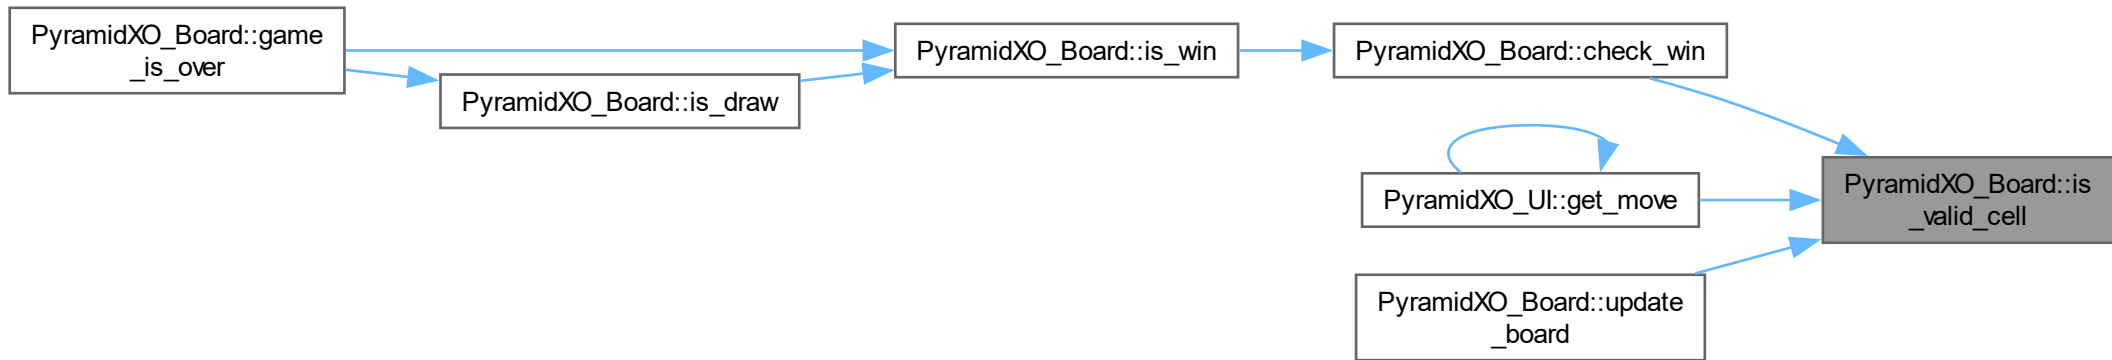 PyramidXO_Board::game
_is_over
PyramidXO_Board::is_draw
PyramidXO_Board::is_win
PyramidXO_Board::check_win
PyramidXO_UI::get_move
PyramidXO_Board::update
_board
PyramidXO_Board::is
_valid_cell